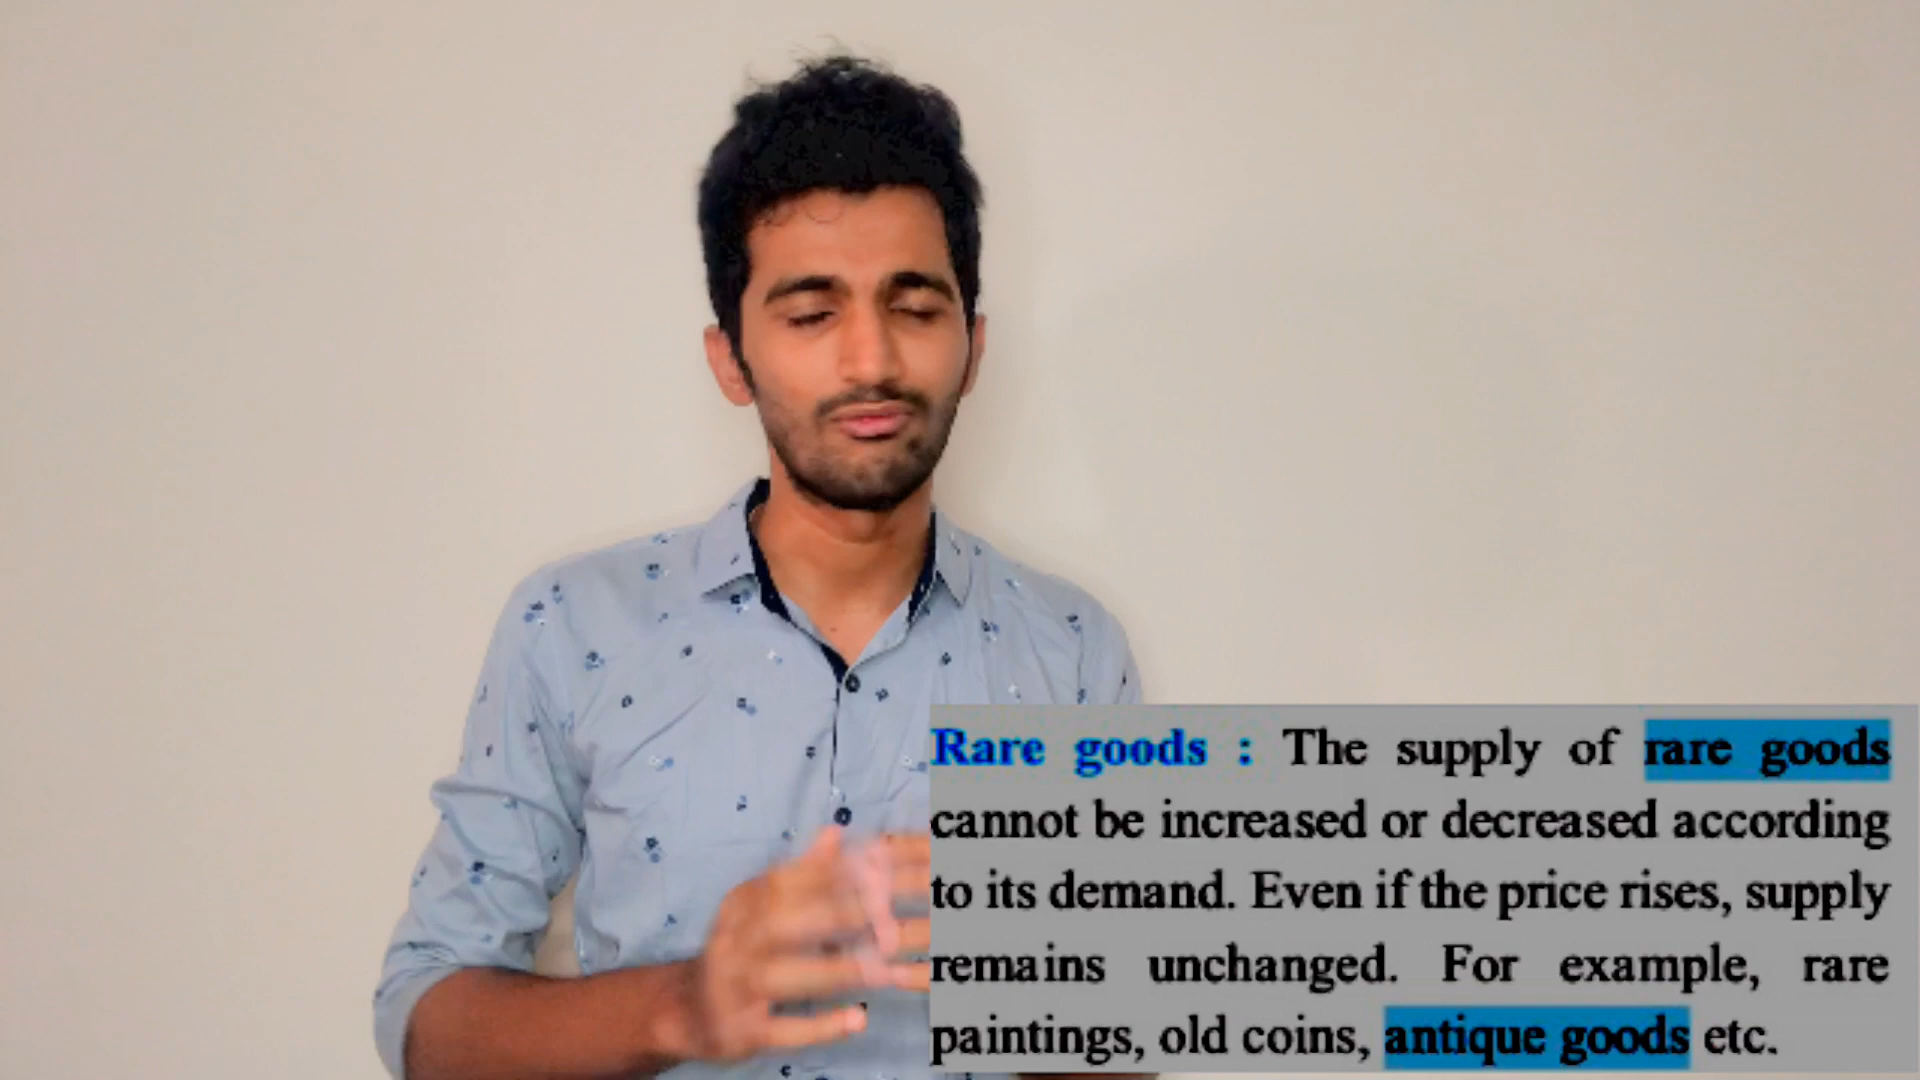 Rare goods : The supply of rare goods
cannot be increased or decreased according
to its demand. Even if the price rises, supply
remains unchanged. For example, rare
paintings, old coins, antique goods etc.